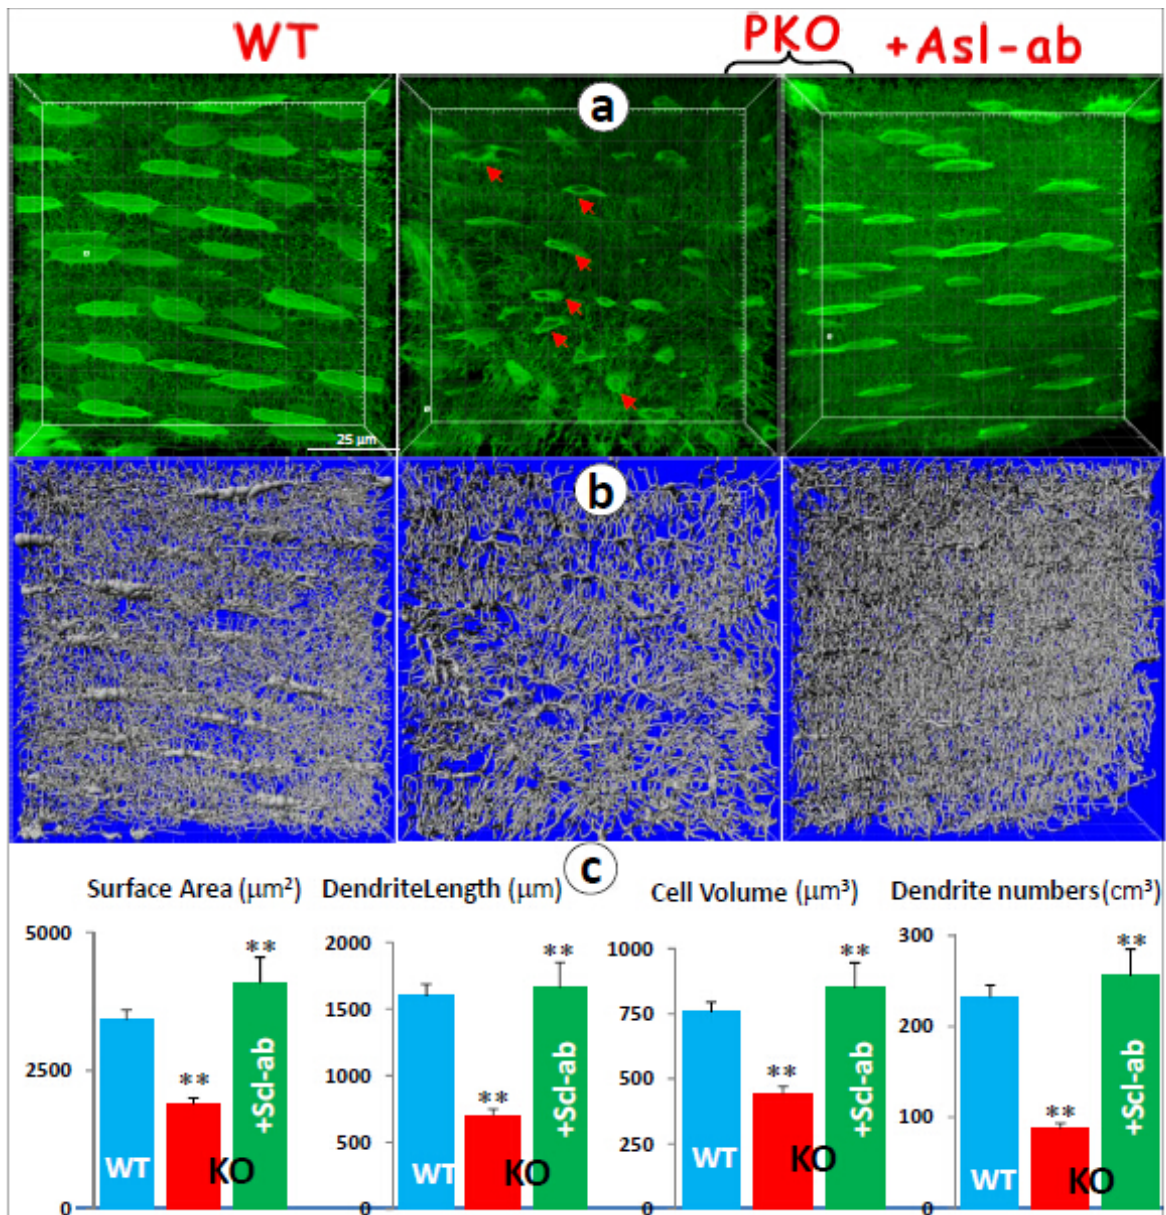 WT
PKO
+Asl-ab
a
25 µm
b
c
Surface Area (µm²)
DendriteLength (µm)
Cell Volume (µm³)
Dendrite numbers(cm³)
5000
2500
0
**
**
WT
KO
+Scl-ab
2000
1500
1000
500
0
**
**
WT
KO
+Scl-ab
1000
750
500
250
0
**
**
WT
KO
+Scl-ab
300
200
100
0
**
**
WT
KO
+Scl-ab